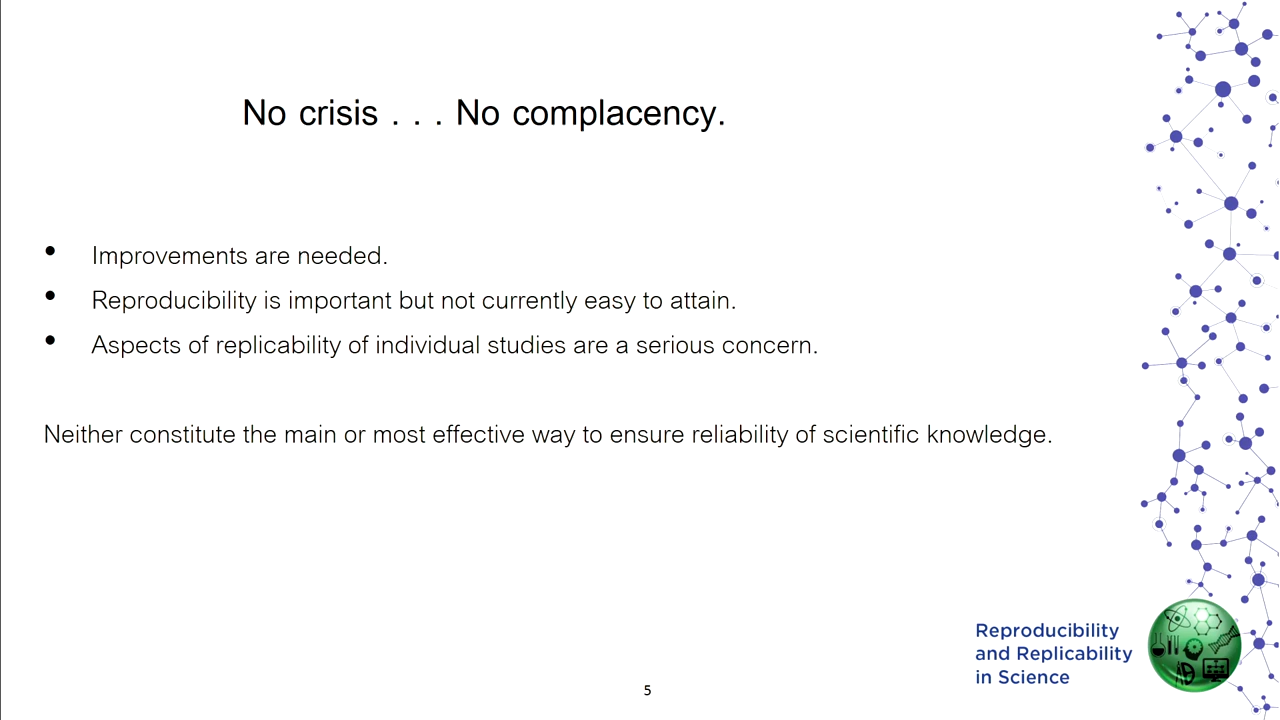 No crisis . . . No complacency.
• Improvements are needed.
• Reproducibility is important but not currently easy to attain.
• Aspects of replicability of individual studies are a serious concern.
Neither constitute the main or most effective way to ensure reliability of scientific knowledge.
Reproducibility
and Replicability
in Science
5